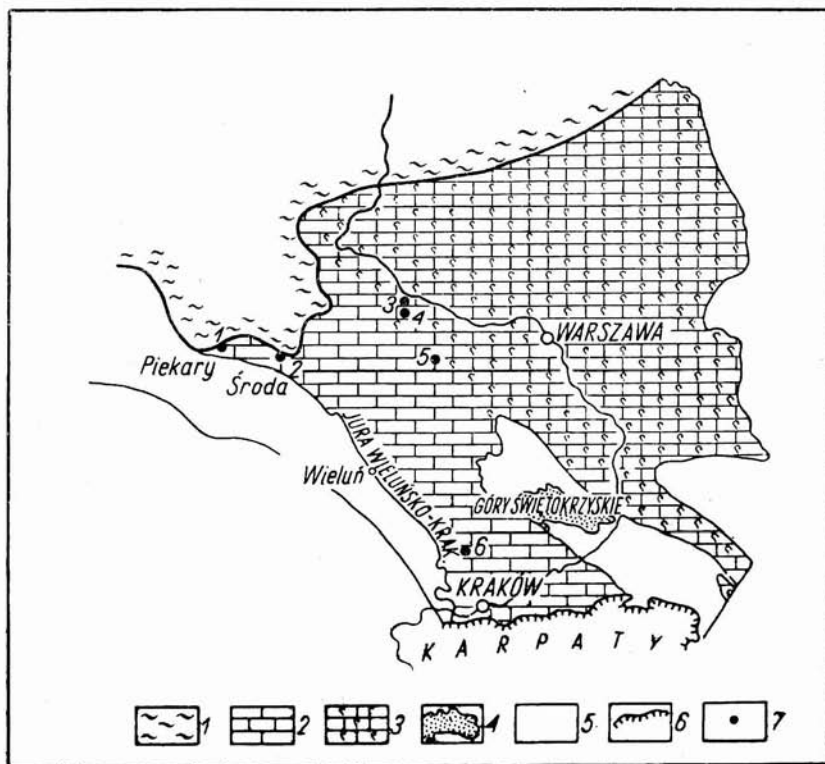 3
4
WARSZAWA
1
5
Piekary
2
Środa
JURA WIELUŃSKO-KRAK
Wieluń
GÓRY ŚWIĘTOKRZYSKIE
6
KRAKÓW
KARPATY
1 2 3 4 5 6 7